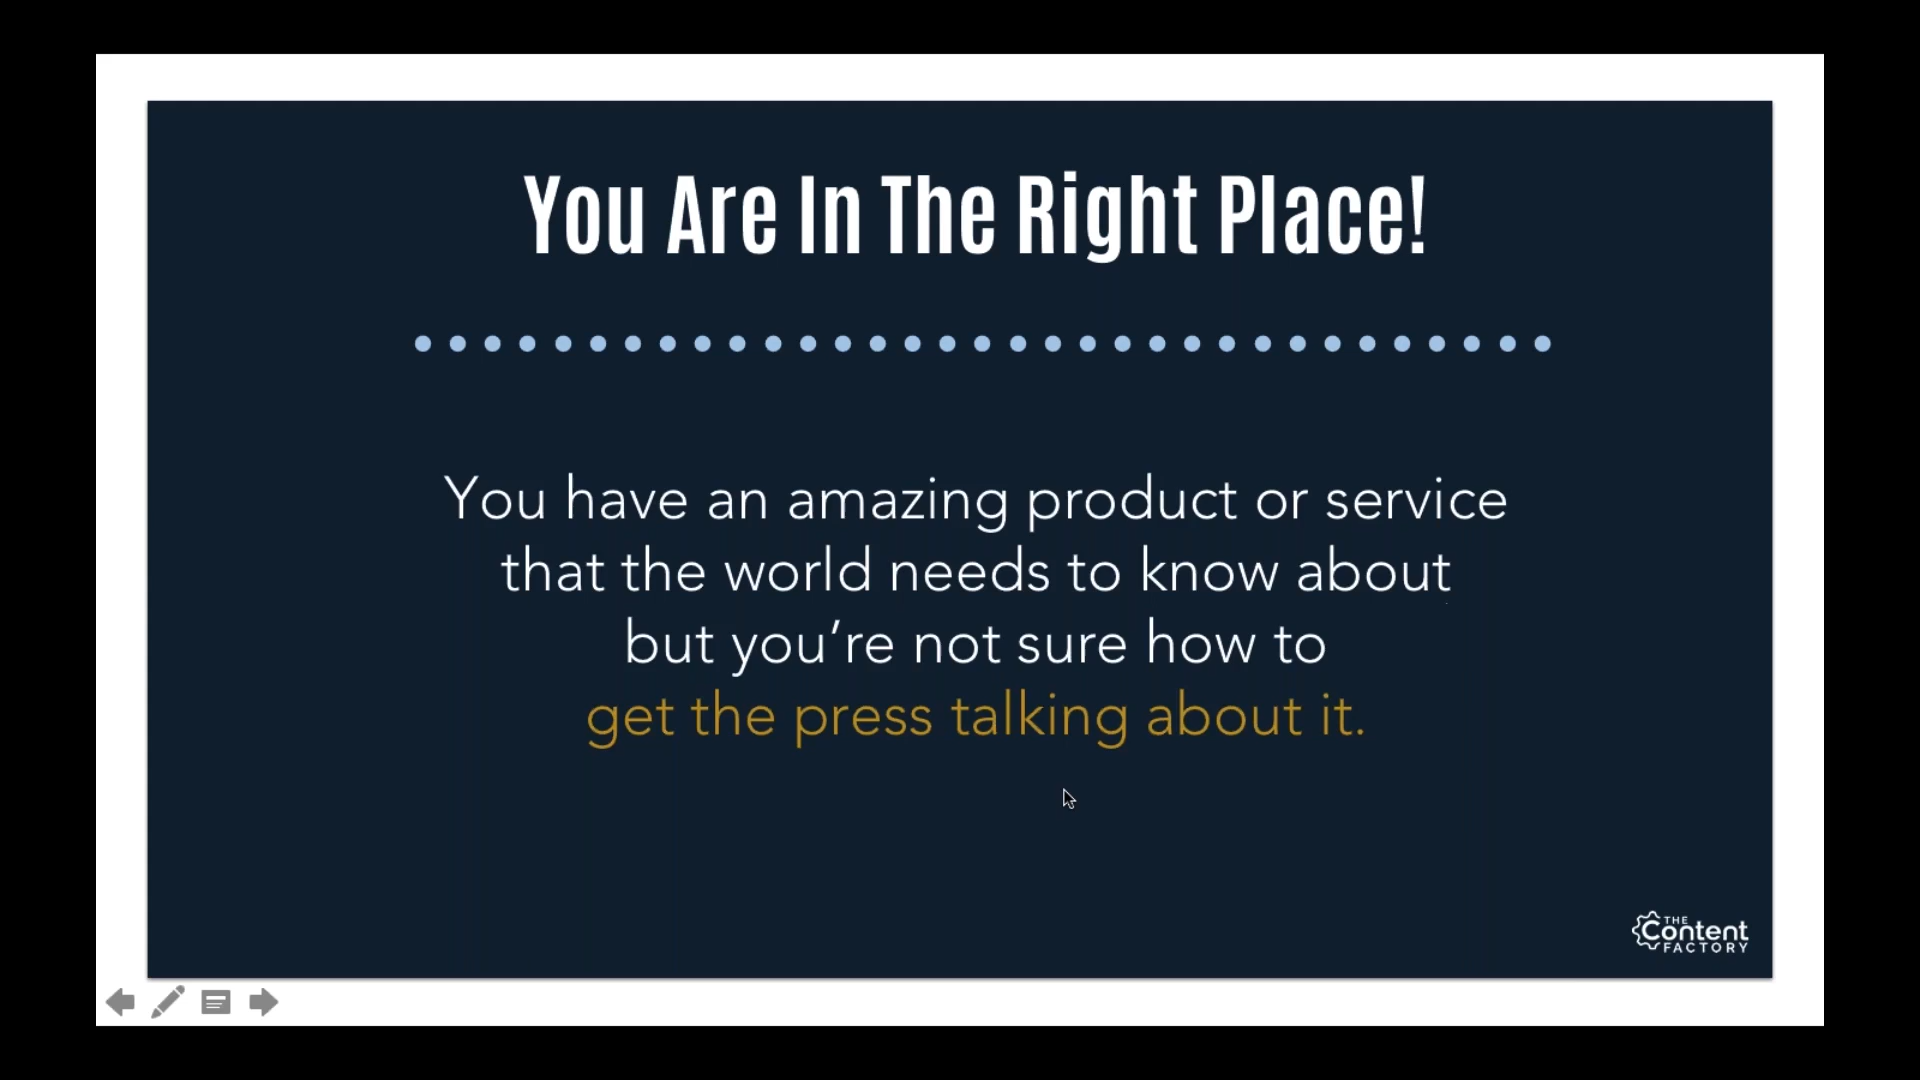 You Are In The Right Place!
You have an amazing product or service
that the world needs to know about
but you’re not sure how to
get the press talking about it.
THE
Content
FACTORY